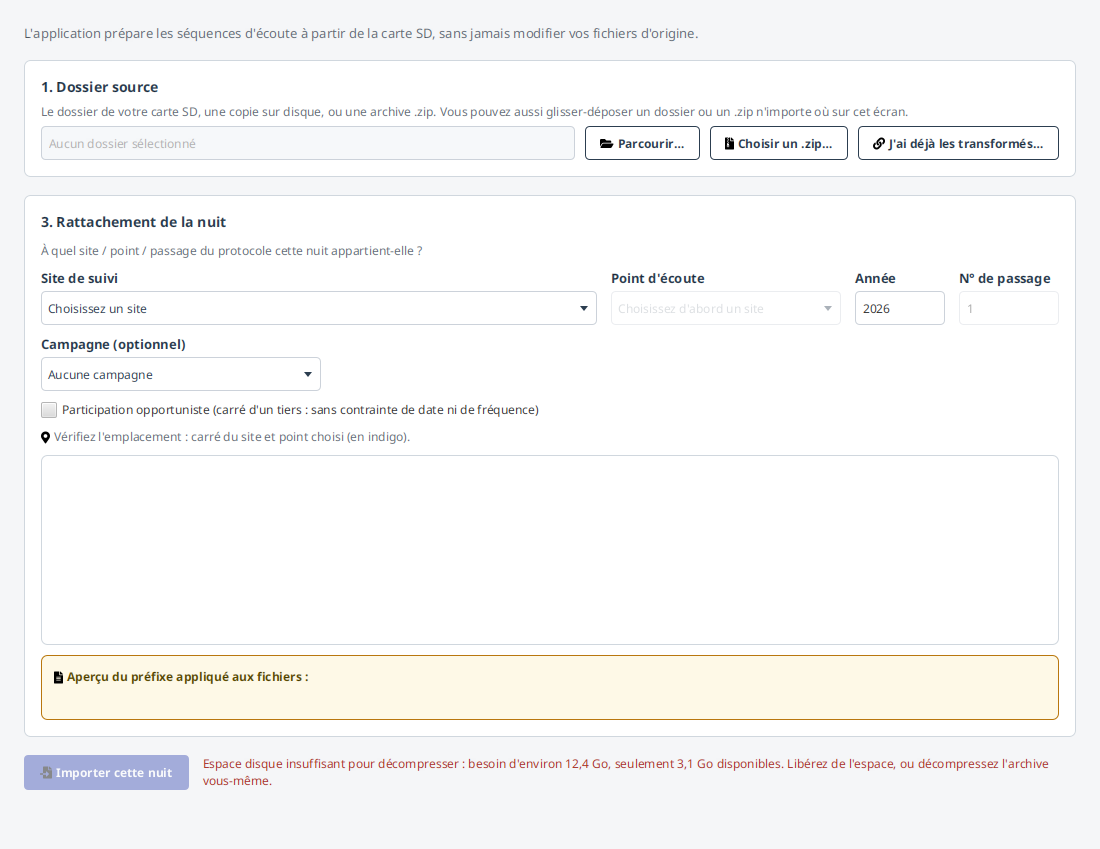 L'application prépare les séquences d'écoute à partir de la carte SD, sans jamais modifier vos fichiers d'origine.
1. Dossier source
Le dossier de votre carte SD, une copie sur disque, ou une archive .zip. Vous pouvez aussi glisser-déposer un dossier ou un .zip n'importe où sur cet écran.
Aucun dossier sélectionné
Parcourir...
Choisir un .zip...
J'ai déjà les transformés...
3. Rattachement de la nuit
À quel site / point / passage du protocole cette nuit appartient-elle ?
Site de suivi
Point d'écoute
Année
N° de passage
Choisissez un site
Choisissez d'abord un site
2026
1
Campagne (optionnel)
Aucune campagne
Participation opportuniste (carré d'un tiers : sans contrainte de date ni de fréquence)
Vérifiez l'emplacement : carré du site et point choisi (en indigo).
Aperçu du préfixe appliqué aux fichiers :
Importer cette nuit
Espace disque insuffisant pour décompresser : besoin d'environ 12,4 Go, seulement 3,1 Go disponibles. Libérez de l'espace, ou décompressez l'archive
vous-même.